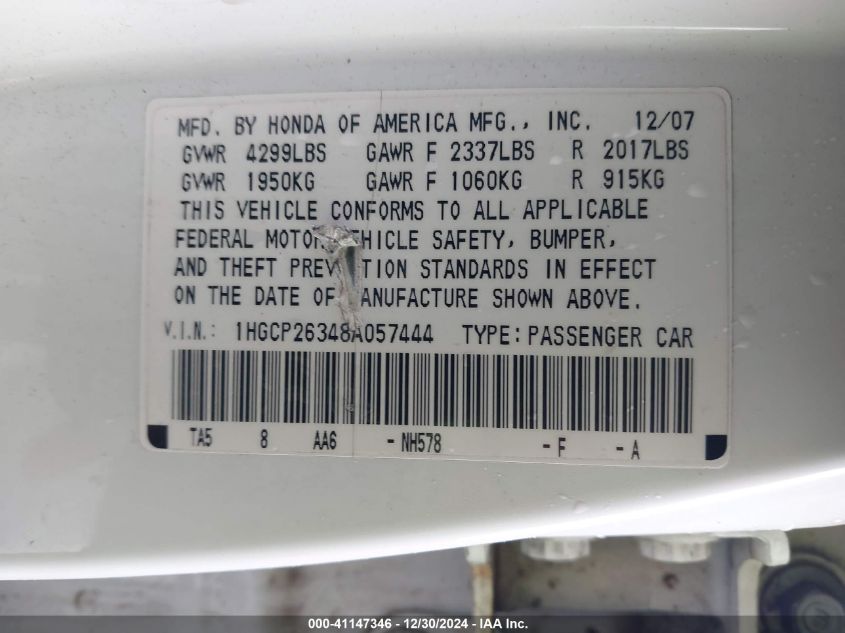 MFD. BY HONDA OF AMERICA MFG., INC. 12/07
GVWR 4299LBS GAWR F 2337LBS R 2017LBS
GVWR 1950KG GAWR F 1060KG R 915KG
THIS VEHICLE CONFORMS TO ALL APPLICABLE
FEDERAL MOTOR VEHICLE SAFETY, BUMPER,
AND THEFT PREVENTION STANDARDS IN EFFECT
ON THE DATE OF MANUFACTURE SHOWN ABOVE.
V.I.N.: 1HGCP26348A057444 TYPE: PASSENGER CAR
TA5 8 AA6 - NH578 - F - A
000-41147346 - 12/30/2024 - IAA Inc.